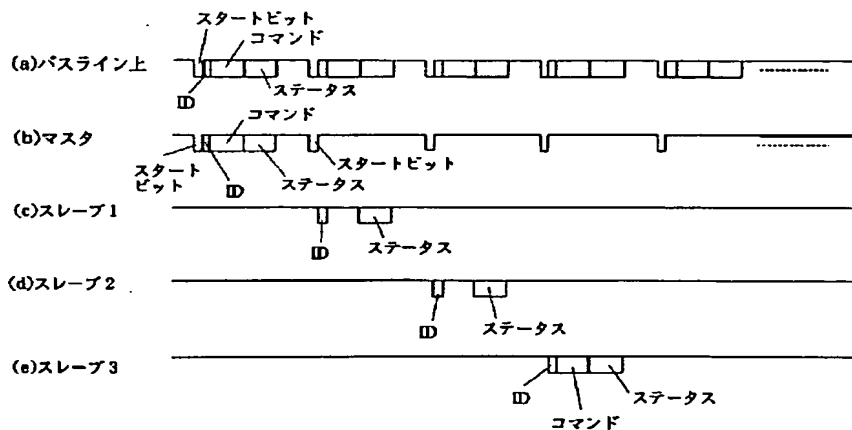 スタートビット
コマンド
(a)バスライン上
ID
ステータス
(b)マスタ
コマンド
スタート
ビット
ID
ステータス
スタートビット
(c)スレーブ1
ID
ステータス
(d)スレーブ2
ID
ステータス
(e)スレーブ3
ID
コマンド
ステータス